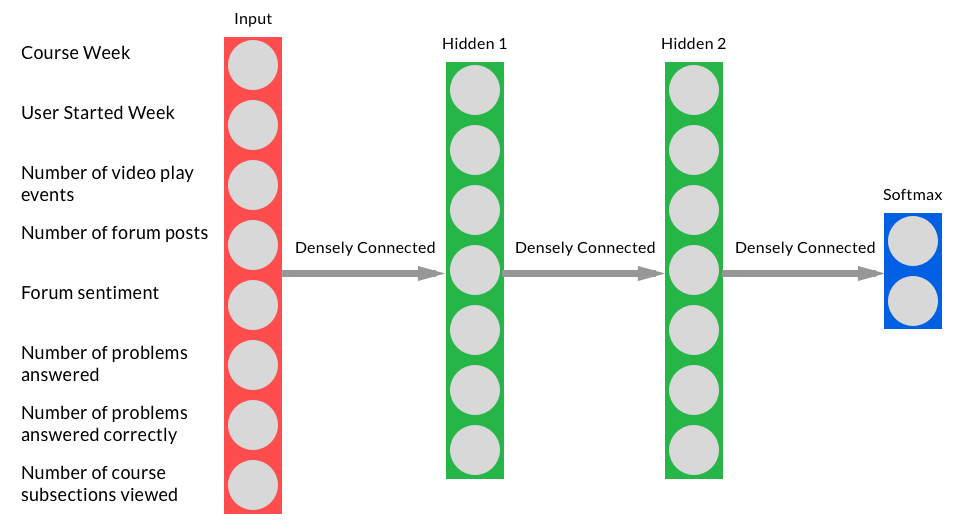 Input
Hidden 1
Hidden 2
Course Week
User Started Week
Number of video play
events
Number of forum posts
Softmax
Densely Connected
Densely Connected
Densely Connected
Forum sentiment
Number of problems
answered
Number of problems
answered correctly
Number of course
subsections viewed